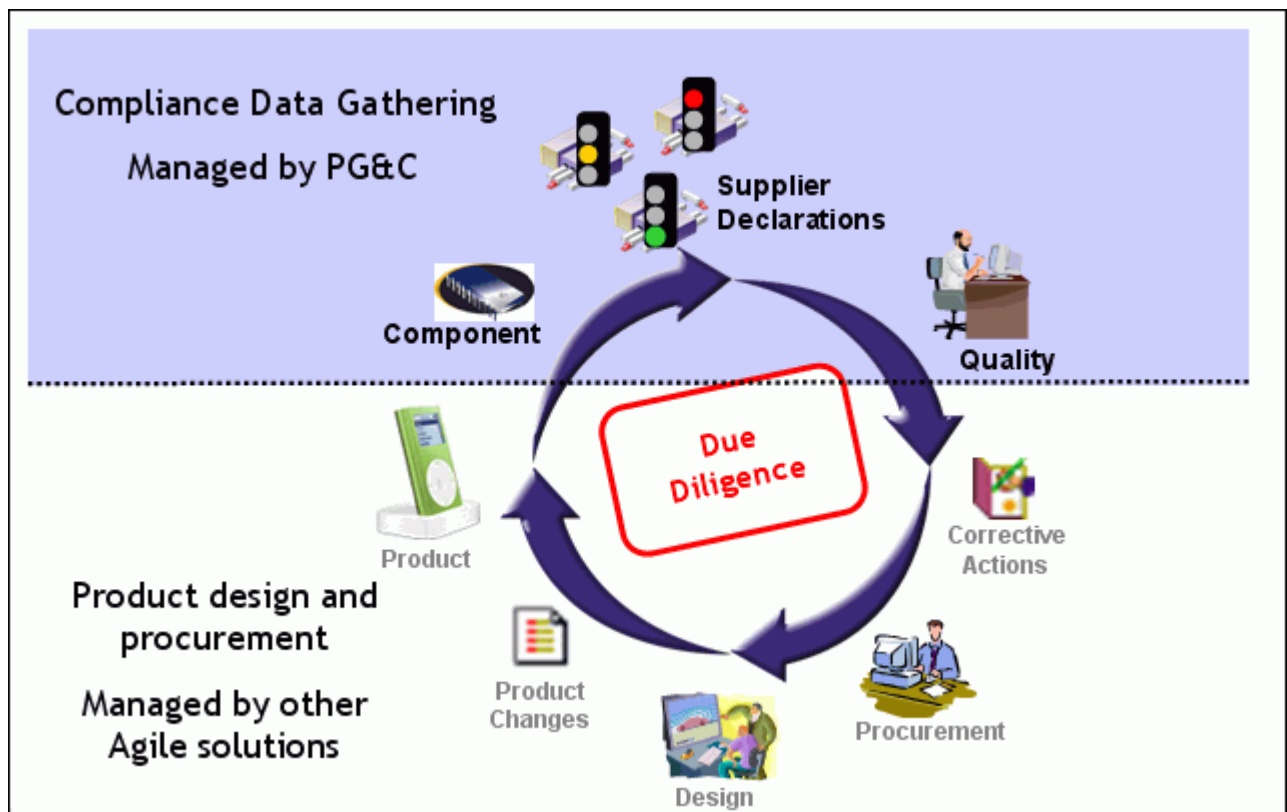 Compliance Data Gathering
Managed by PG&C
Supplier
Declarations
Component
Quality
Due
Diligence
Product
Corrective
Actions
Product design and
procurement
Managed by other
Agile solutions
Product
Changes
Procurement
Design